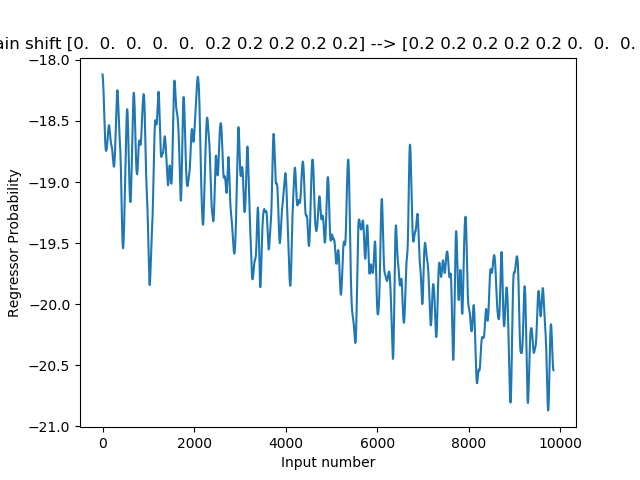 ain shift [0. 0. 0. 0. 0. 0.2 0.2 0.2 0.2 0.2] --> [0.2 0.2 0.2 0.2 0.2 0. 0. 0.
−18.0
−18.5
−19.0
−19.5
−20.0
−20.5
−21.0
Regressor Probability
0 2000 4000 6000 8000 10000
Input number